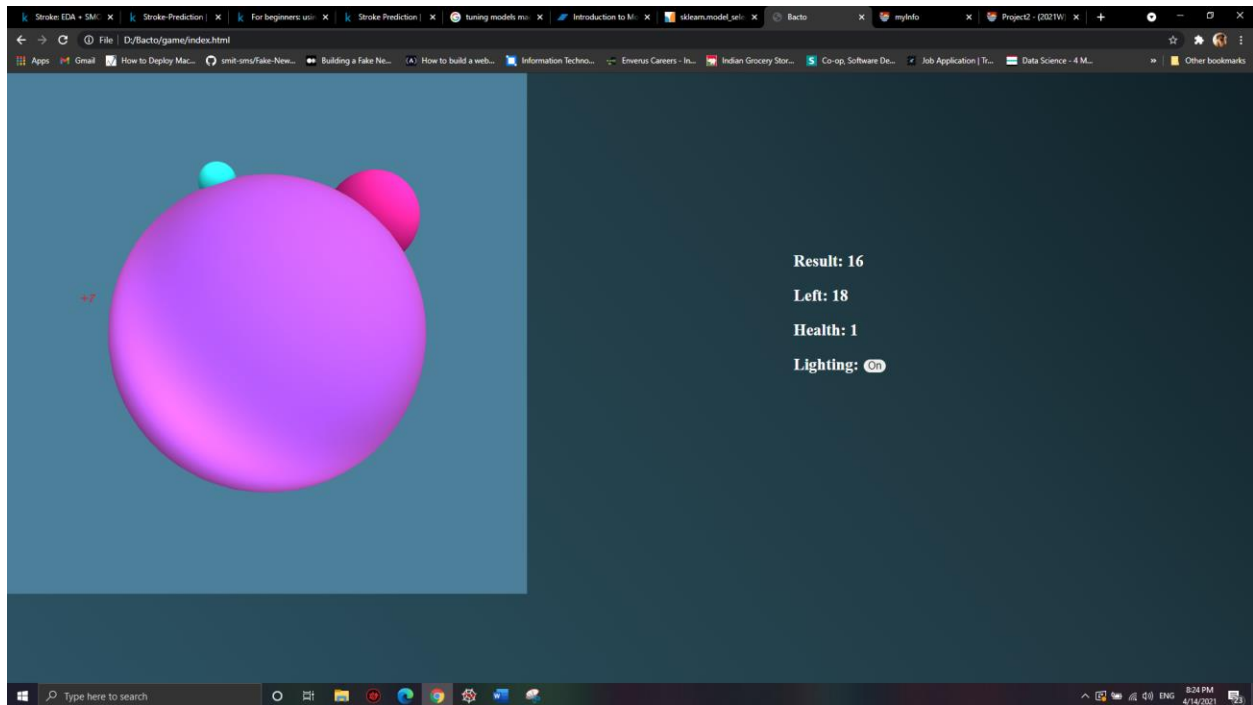 Stroke: EDA + SMO
Stroke-Prediction |
For beginners: usin
Stroke Prediction |
tuning models ma
Introduction to Mo
sklearn.model_sele
Bacto
myInfo
Project2 - (2021W)
File | D:/Bacto/game/index.html
Apps
Gmail
How to Deploy Mac...
smit-sms/Fake-New...
Building a Fake Ne...
How to build a web...
Information Techno...
Enverus Careers - In...
Indian Grocery Stor...
Co-op, Software De...
Job Application | Tr...
Data Science - 4 M...
»
Other bookmarks
Result: 16
+7
Left: 18
Health: 1
Lighting: On
Type here to search
ENG
8:24 PM
4/14/2021
23